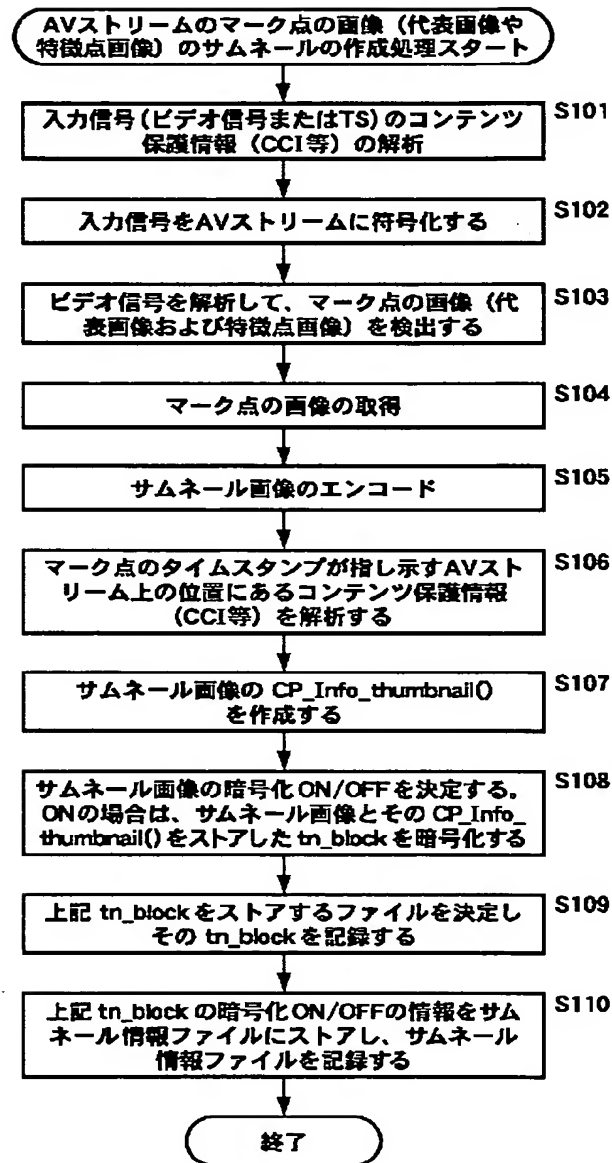 AVストリームのマーク点の画像（代表画像や
特徴点画像）のサムネールの作成処理スタート
S101
入力信号（ビデオ信号またはTS）のコンテンツ
保護情報（CCI等）の解析
S102
入力信号をAVストリームに符号化する
S103
ビデオ信号を解析して、マーク点の画像（代
表画像および特徴点画像）を検出する
S104
マーク点の画像の取得
S105
サムネール画像のエンコード
S106
マーク点のタイムスタンプが指し示すAVスト
リーム上の位置にあるコンテンツ保護情報
（CCI等）を解析する
S107
サムネール画像の CP_Info_thumbnail()
を作成する
S108
サムネール画像の暗号化ON/OFFを決定する。
ONの場合は、サムネール画像とその CP_Info_
thumbnail()をストアした tn_block を暗号化する
S109
上記 tn_block をストアするファイルを決定し
その tn_block を記録する
S110
上記 tn_block の暗号化ON/OFFの情報をサム
ネール情報ファイルにストアし、サムネール
情報ファイルを記録する
終了